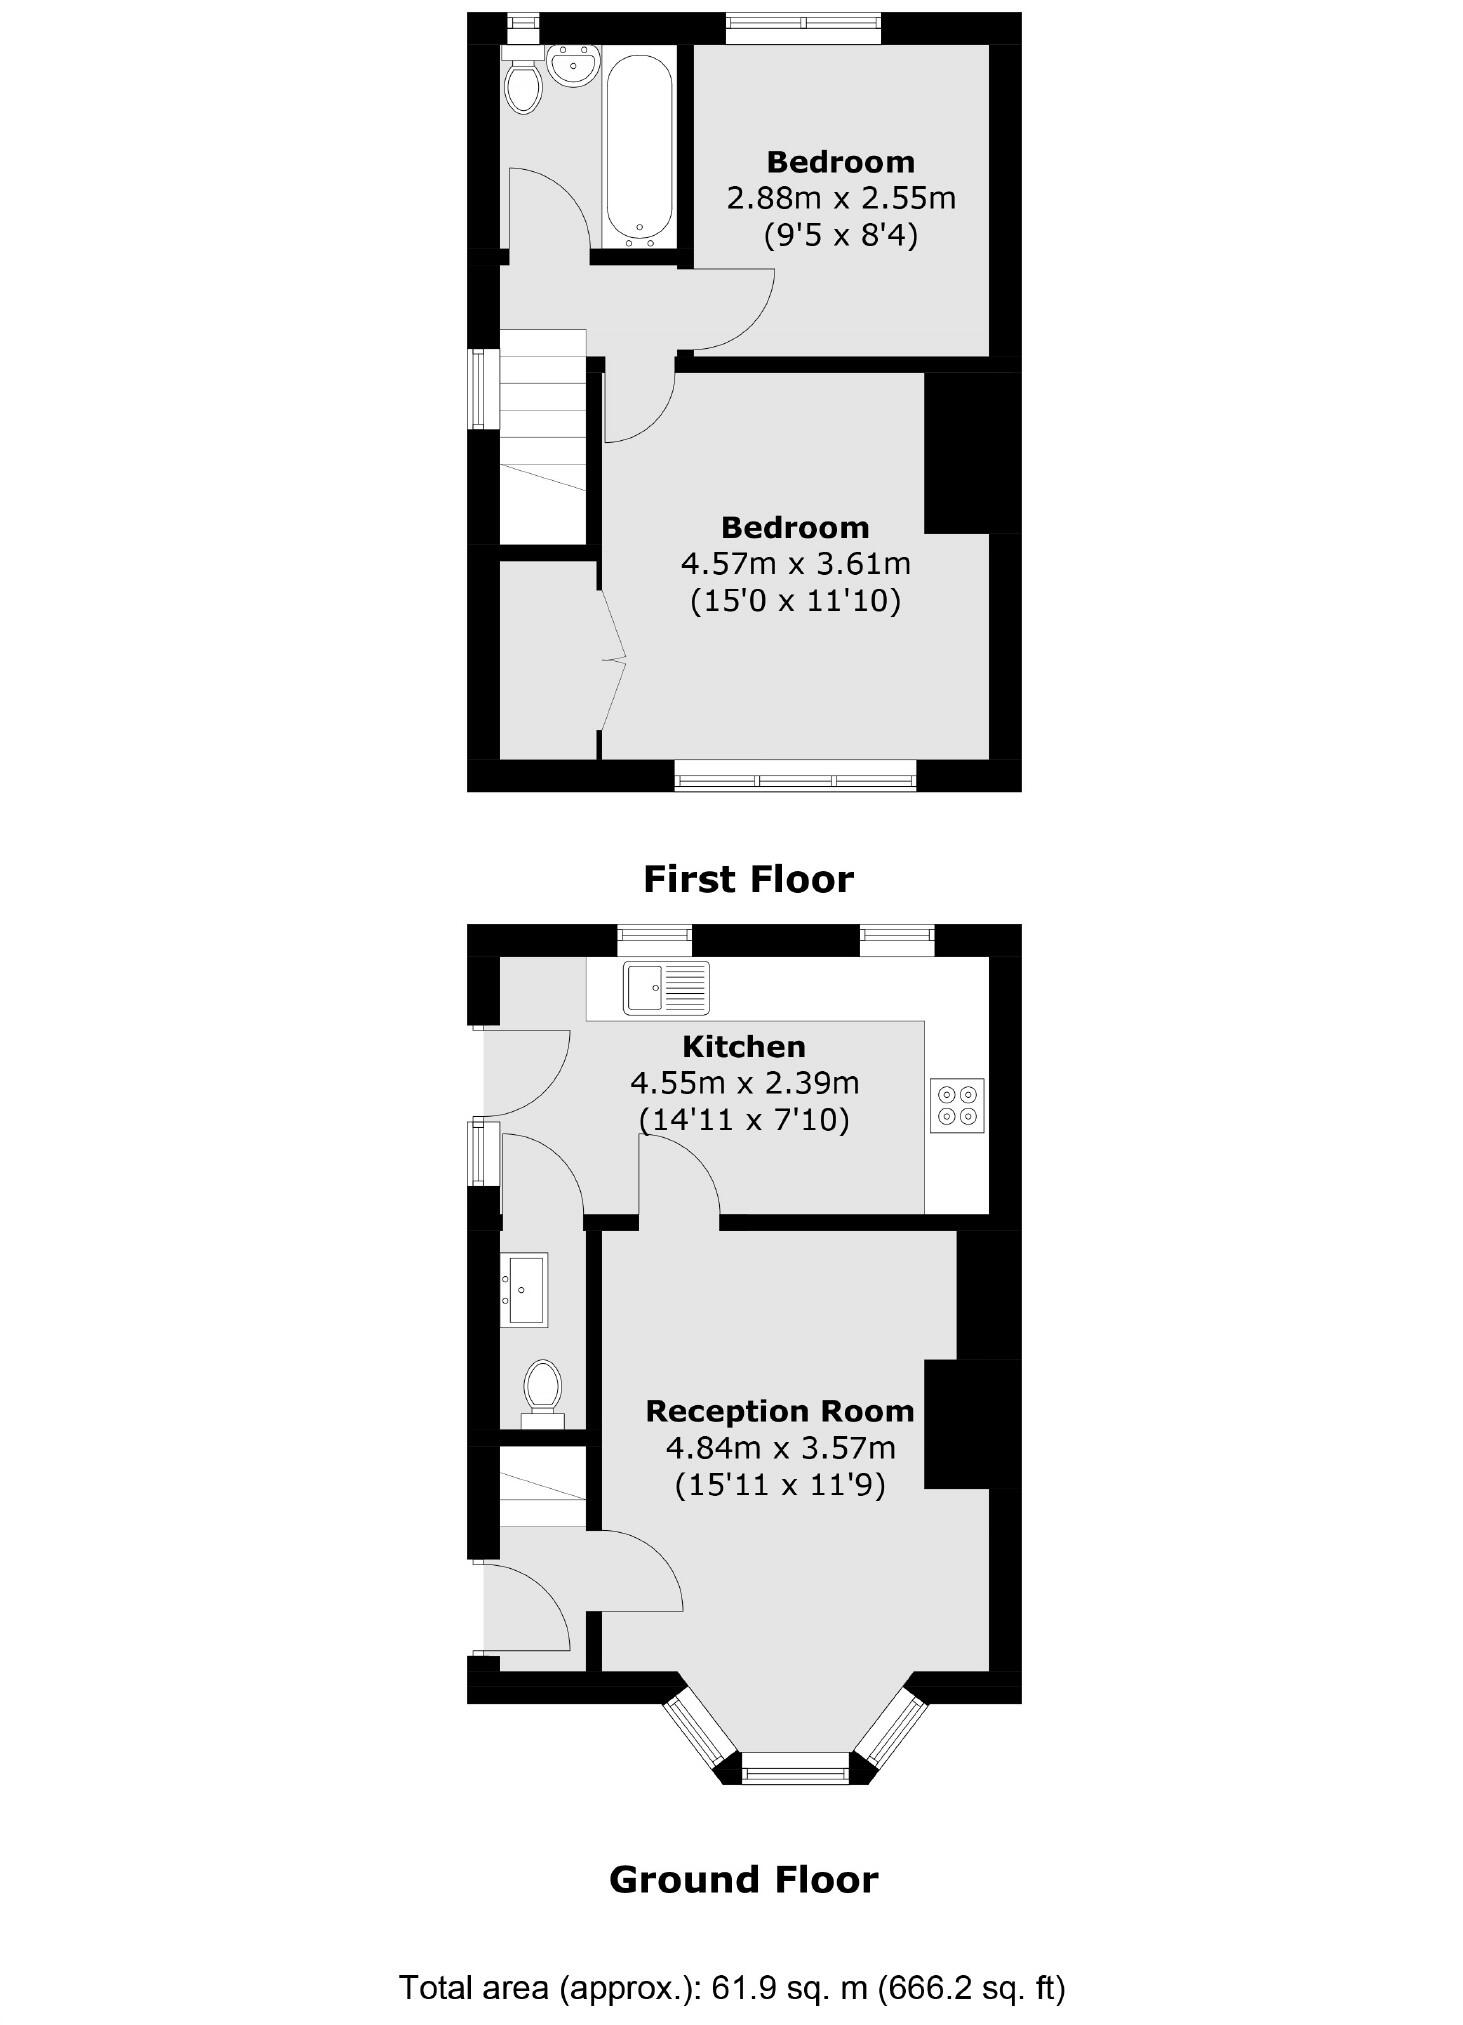 Bedroom
2.88m x 2.55m
(9'5 x 8'4)
Bedroom
4.57m x 3.61m
(15'0 x 11'10)
First Floor
Kitchen
4.55m x 2.39m
(14'11 x 7'10)
Reception Room
4.84m x 3.57m
(15'11 x 11'9)
Ground Floor
Total area (approx.): 61.9 sq. m (666.2 sq. ft)